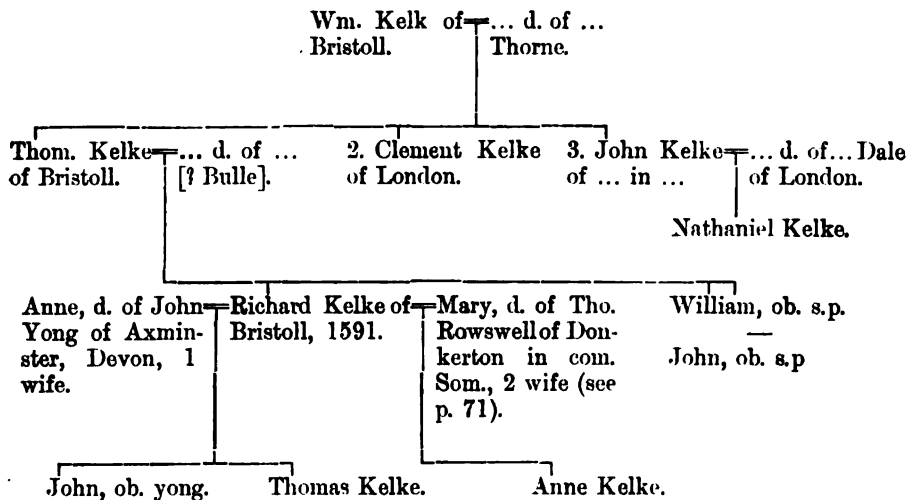 Wm. Kelk of = ... d. of ...
Bristoll. Thorne.
Thom. Kelke = ... d. of ...
of Bristoll. [? Bulle].
2. Clement Kelke
of London.
3. John Kelke = ... d. of ... Dale
of ... in ... of London.
Nathaniel Kelke.
Anne, d. of John
Yong of Axmin-
ster, Devon, 1
wife.
= Richard Kelke of =
Bristoll, 1591.
Mary, d. of Tho.
Rowswell of Don-
kerton in com.
Som., 2 wife (see
p. 71).
William, ob. s.p.
—
John, ob. s.p
John, ob. yong.
Thomas Kelke.
Anne Kelke.